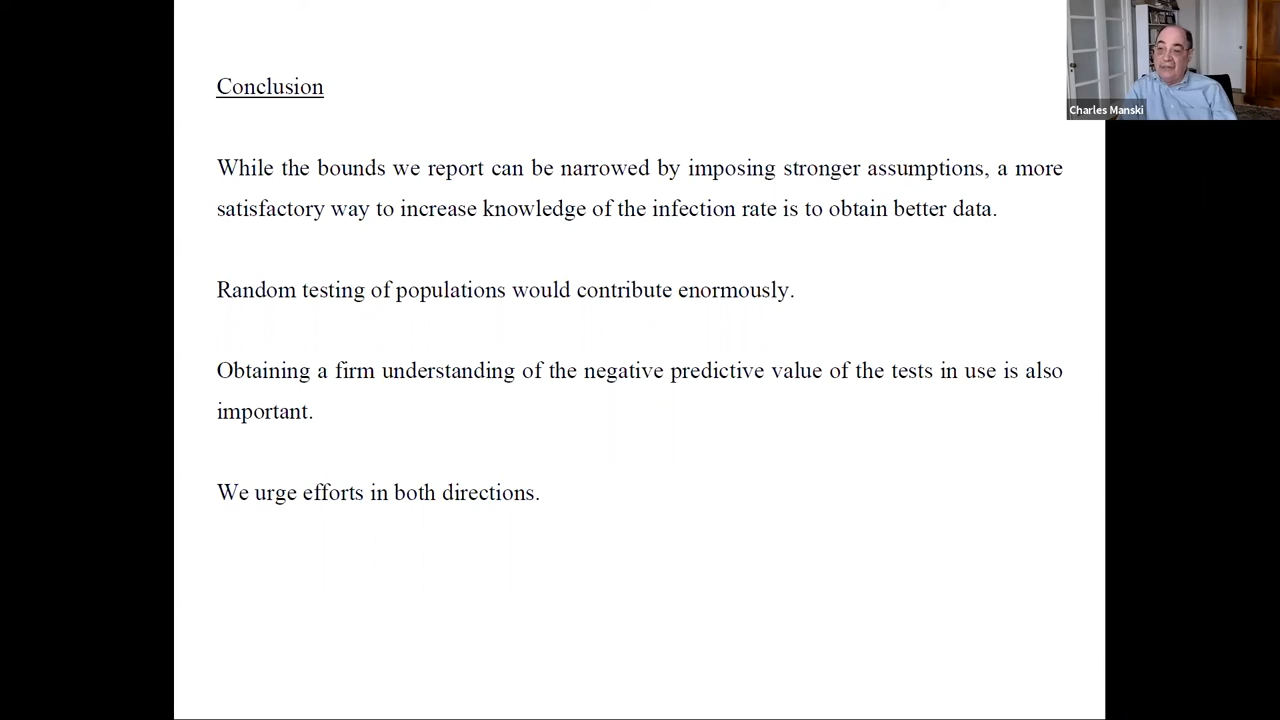 Conclusion
While the bounds we report can be narrowed by imposing stronger assumptions, a more
satisfactory way to increase knowledge of the infection rate is to obtain better data.
Random testing of populations would contribute enormously.
Obtaining a firm understanding of the negative predictive value of the tests in use is also
important.
We urge efforts in both directions.
Charles Manski